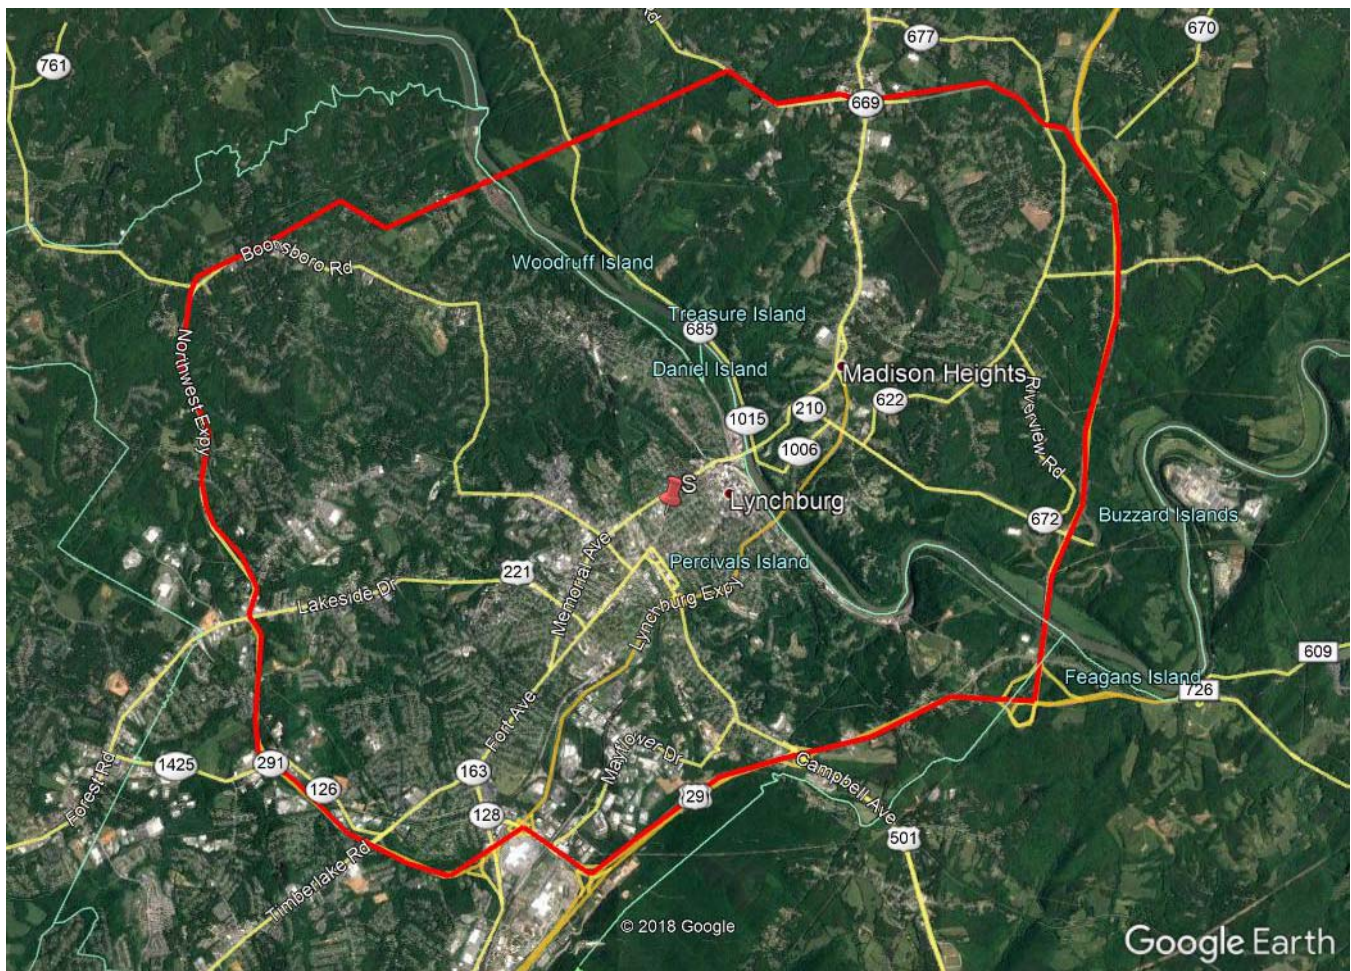 Rd
677
670
761
669
Boonsboro Rd
Woodruff Island
Treasure Island
685
Northwest Expy
Daniel Island
Madison Heights
622
210
1015
Riverview Rd
1006
S
Lynchburg
Buzzard Islands
672
Percivals Island
221
Memorial Ave
Lakeside Dr
Lynchburg Expy
609
Feagans Island
726
Fort Ave
Mayflower Dr
291
1425
Forest Rd
163
126
29
Campbell Ave
128
501
Timberlake Rd
© 2018 Google
Google Earth